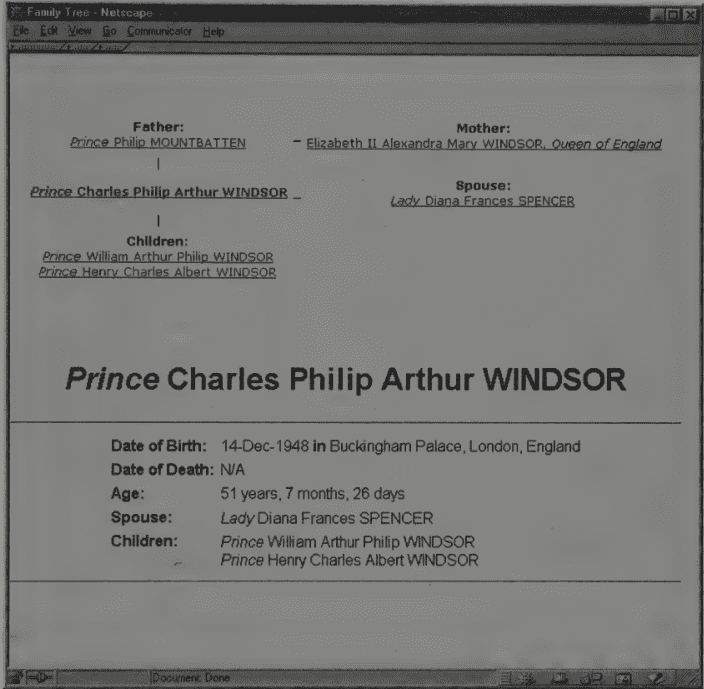 Family Tree - Netscape
File Edit View Go Communicator Help
Father:
Prince Philip MOUNTBATTEN
Mother:
Elizabeth II Alexandra Mary WINDSOR, Queen of England
Prince Charles Philip Arthur WINDSOR
Spouse:
Lady Diana Frances SPENCER
Children:
Prince William Arthur Philip WINDSOR
Prince Henry Charles Albert WINDSOR
Prince Charles Philip Arthur WINDSOR
Date of Birth: 14-Dec-1948 in Buckingham Palace, London, England
Date of Death: N/A
Age: 51 years, 7 months, 26 days
Spouse: Lady Diana Frances SPENCER
Children: Prince William Arthur Philip WINDSOR
Prince Henry Charles Albert WINDSOR
Document: Done